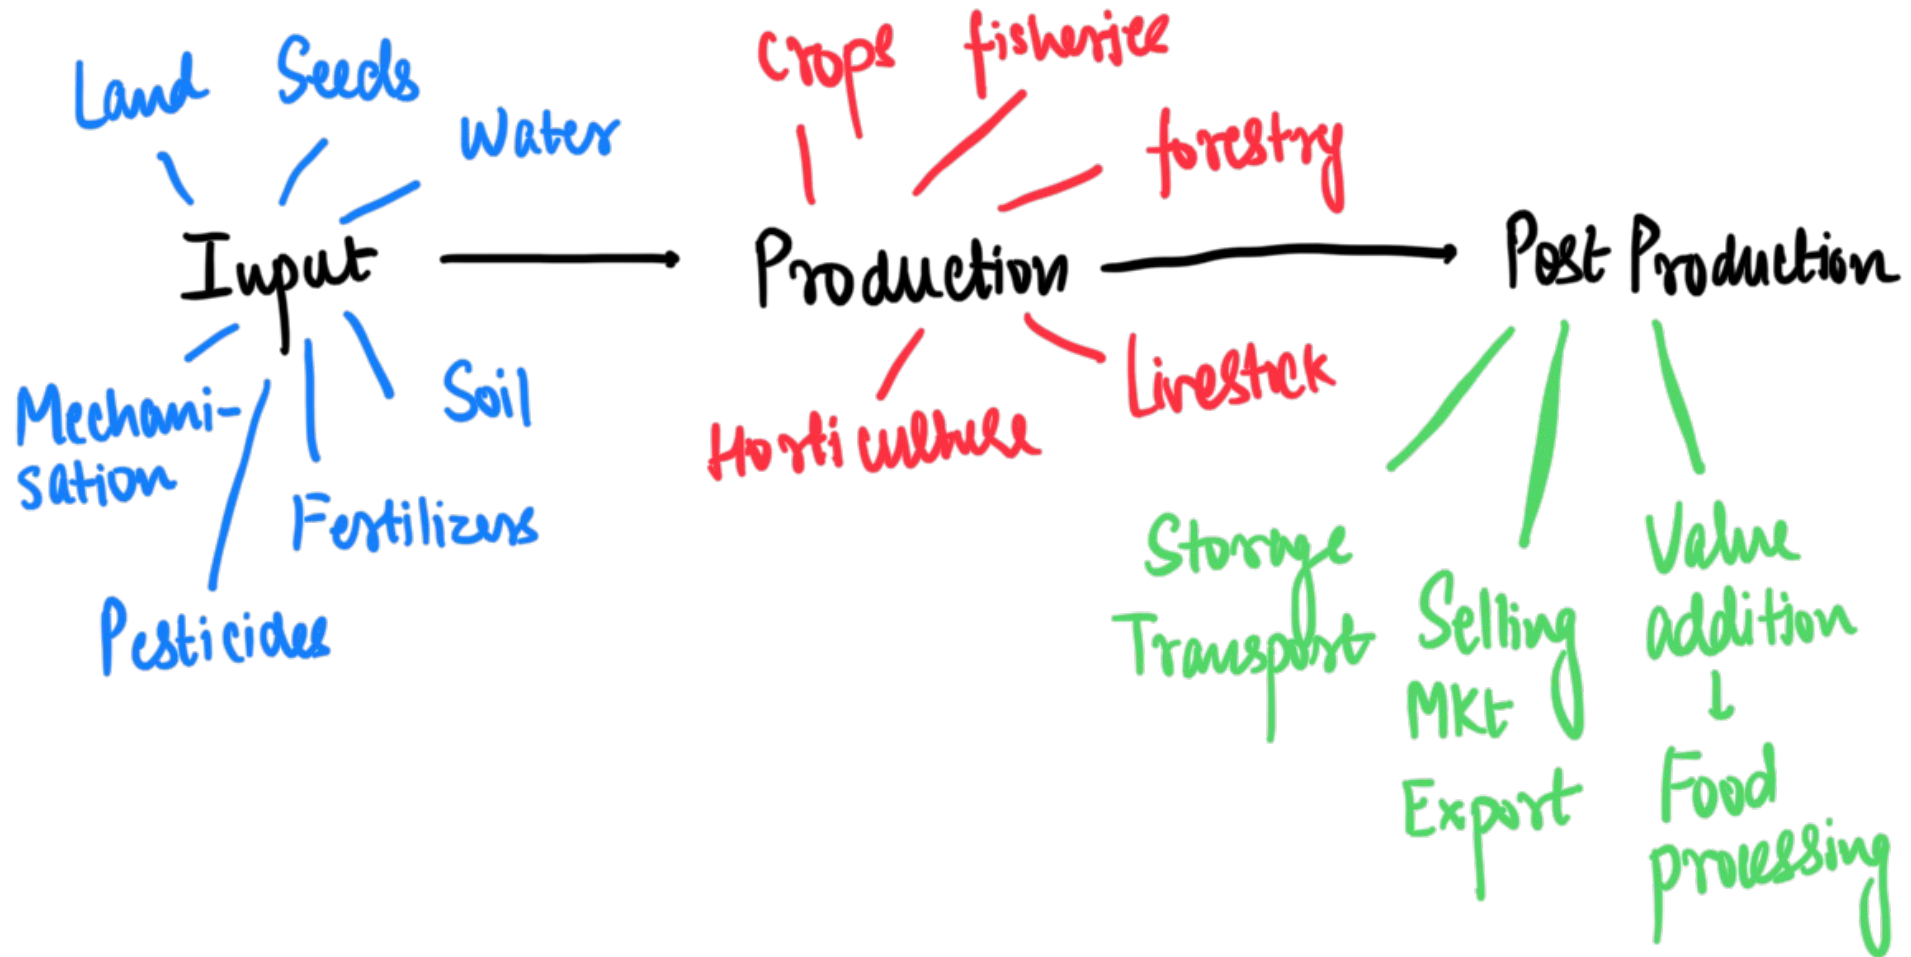 Land
Seeds
Water
Input
Mechani-
sation
Soil
Fertilizers
Pesticides
Crops
fisheries
forestry
Production
Horticulture
Livestock
Post Production
Storage
Transport
Selling
Mkt
Export
Value
addition
Food
processing